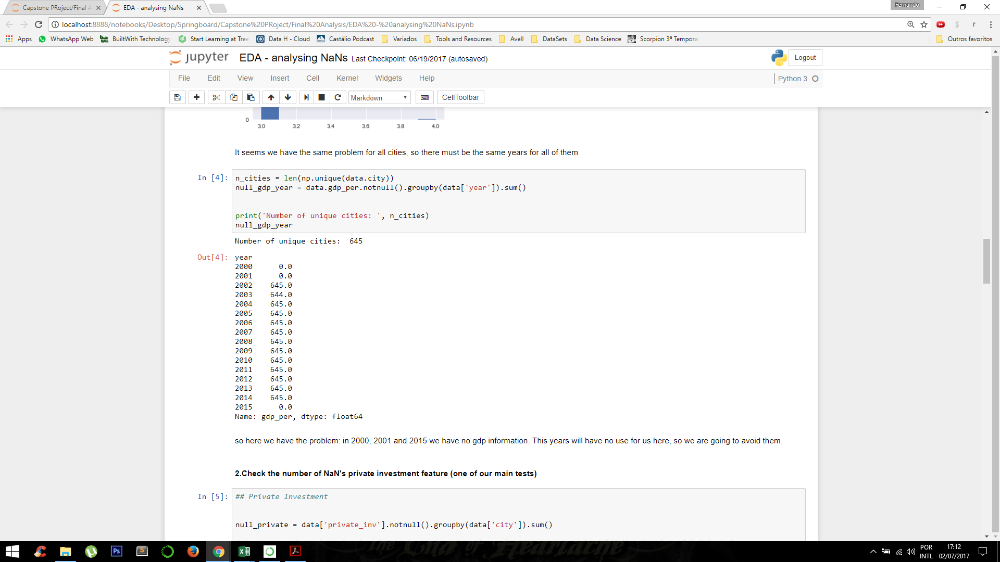 Capstone PRoject/Final A
EDA - analysing NaNs
Fernando
localhost:8888/notebooks/Desktop/Springboard/Capstone%20PRoject/Final%20Analysis/EDA%20-%20analysing%20NaNs.ipynb
Apps WhatsApp Web BuiltWith Technology Start Learning at Tree Data H - Cloud Castálio Podcast Variados Tools and Resources Avell DataSets Data Science Scorpion 3ª Tempora Outros favoritos
jupyter EDA - analysing NaNs Last Checkpoint: 06/19/2017 (autosaved) Logout
File Edit View Insert Cell Kernel Widgets Help Python 3
Markdown CellToolbar
0
3.0 3.2 3.4 3.6 3.8 4.0
It seems we have the same problem for all cities, so there must be the same years for all of them
In [4]: n_cities = len(np.unique(data.city))
null_gdp_year = data.gdp_per.notnull().groupby(data['year']).sum()
print('Number of unique cities: ', n_cities)
null_gdp_year
Number of unique cities:  645
Out[4]: year
2000 0.0
2001 0.0
2002 645.0
2003 644.0
2004 645.0
2005 645.0
2006 645.0
2007 645.0
2008 645.0
2009 645.0
2010 645.0
2011 645.0
2012 645.0
2013 645.0
2014 645.0
2015 0.0
Name: gdp_per, dtype: float64
so here we have the problem: in 2000, 2001 and 2015 we have no gdp information. This years will have no use for us here, so we are going to avoid them.
2.Check the number of NaN's private investment feature (one of our main tests)
In [5]: ## Private Investment
null_private = data['private_inv'].notnull().groupby(data['city']).sum()
Ps
S
POR
INTL
17:12
02/07/2017